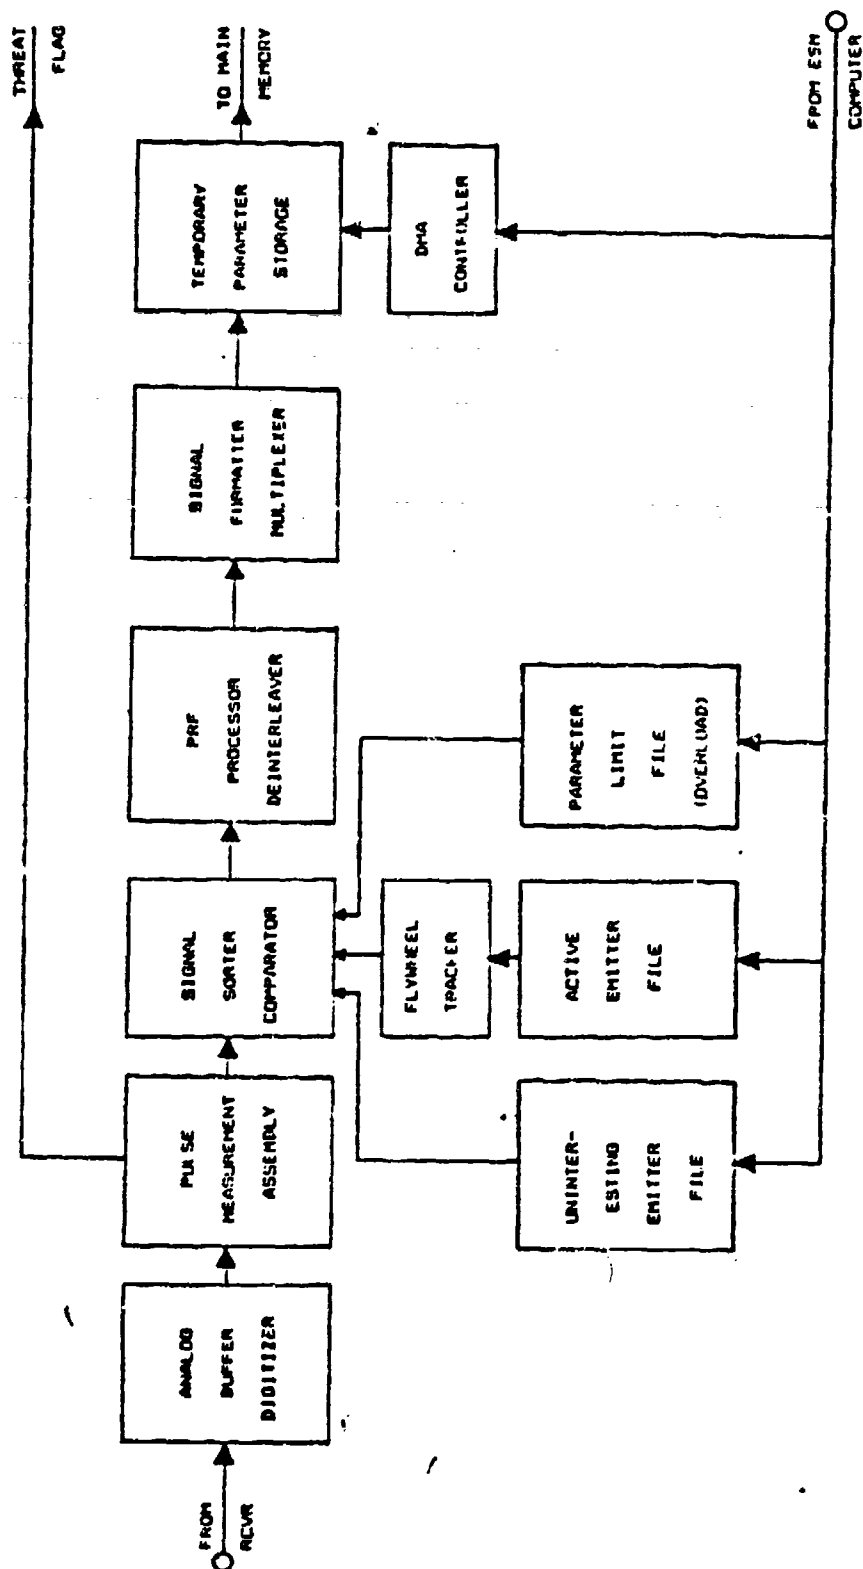 THREAT
FLAG
FROM
RCVR
ANALOG
BUFFER
DIGITIZER
PULSE
MEASUREMENT
ASSEMBLY
SIGNAL
SORTER
COMPARATOR
PRF
PROCESSOR
DEINTERLEAVER
SIGNAL
FORMATTER
MULTIPLEXER
TEMPORARY
PARAMETER
STORAGE
TO MAIN
MEMORY
FLYWHEEL
TRACKER
DMA
CONTROLLER
UNINTER-
ESTING
EMITTER
FILE
ACTIVE
EMITTER
FILE
PARAMETER
LIMIT
FILE
(OVERLOAD)
FROM ESM
COMPUTER